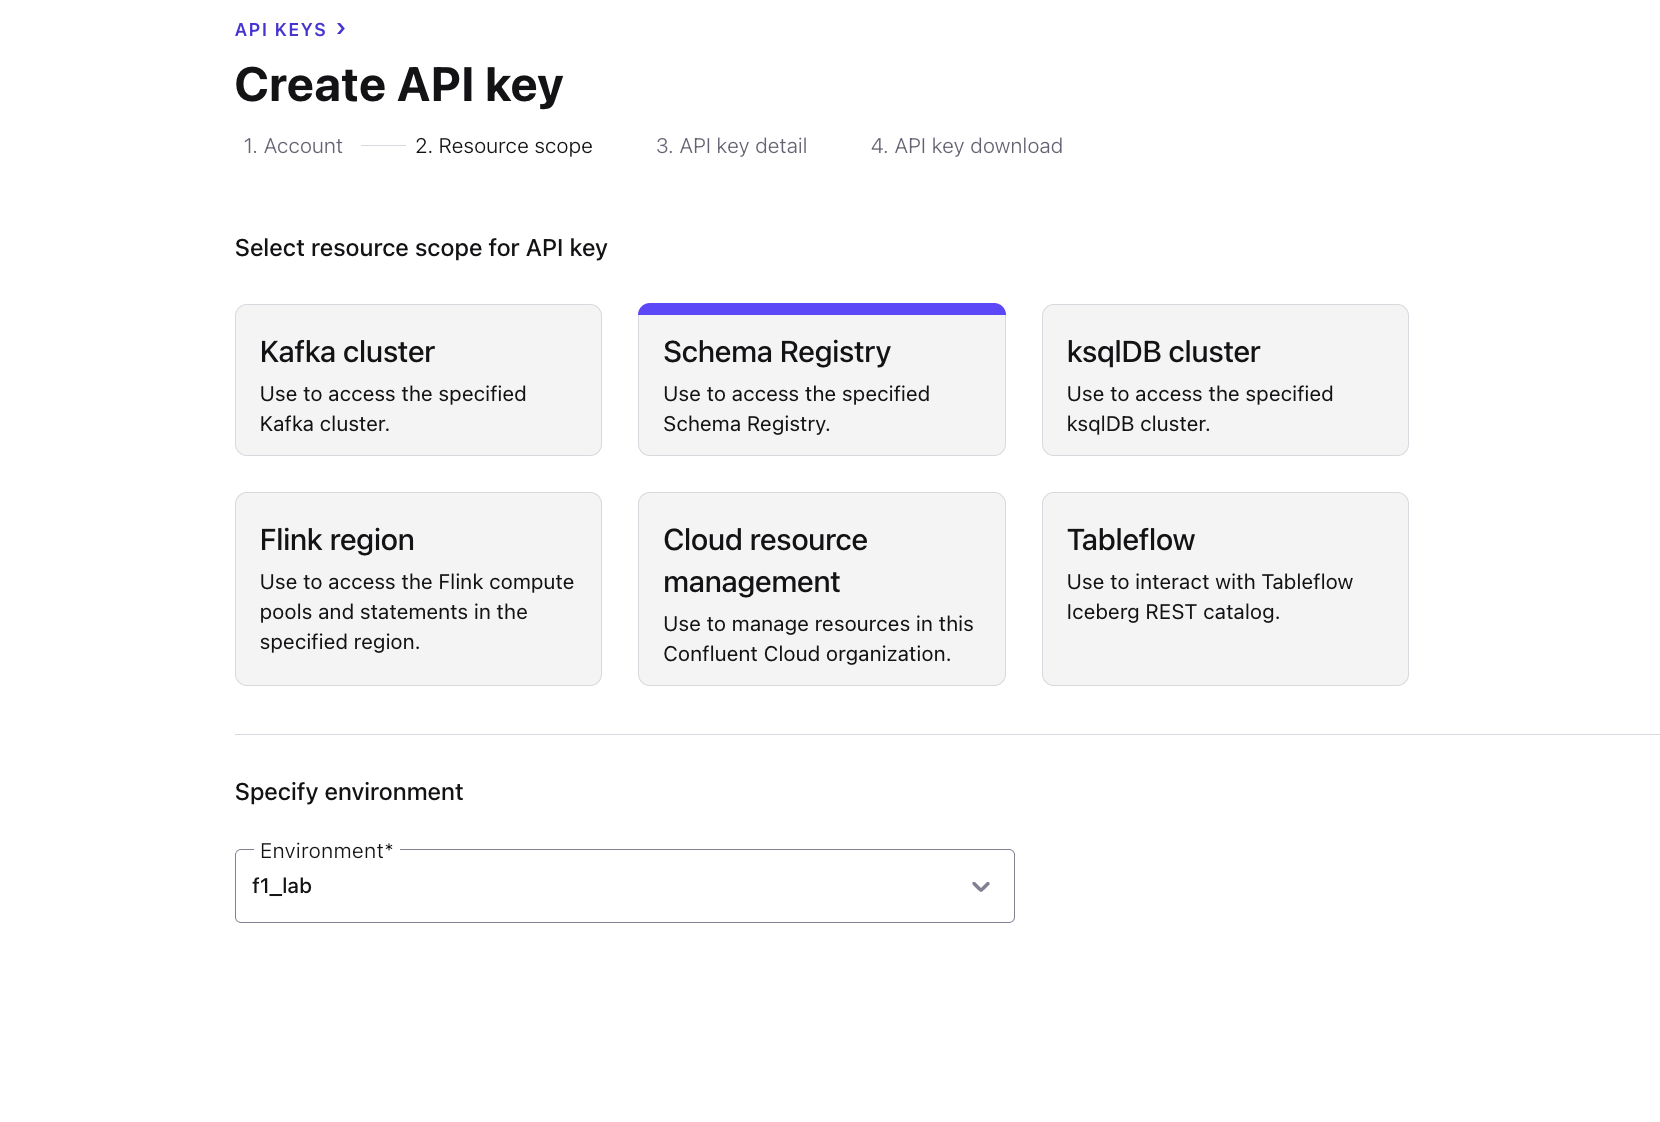 API KEYS
Create API key
1. Account
2. Resource scope
3. API key detail
4. API key download
Select resource scope for API key
Kafka cluster
Use to access the specified
Kafka cluster.
Schema Registry
Use to access the specified
Schema Registry.
ksqlDB cluster
Use to access the specified
ksqlDB cluster.
Flink region
Use to access the Flink compute
pools and statements in the
specified region.
Cloud resource
management
Use to manage resources in this
Confluent Cloud organization.
Tableflow
Use to interact with Tableflow
Iceberg REST catalog.
Specify environment
Environment*
f1_lab